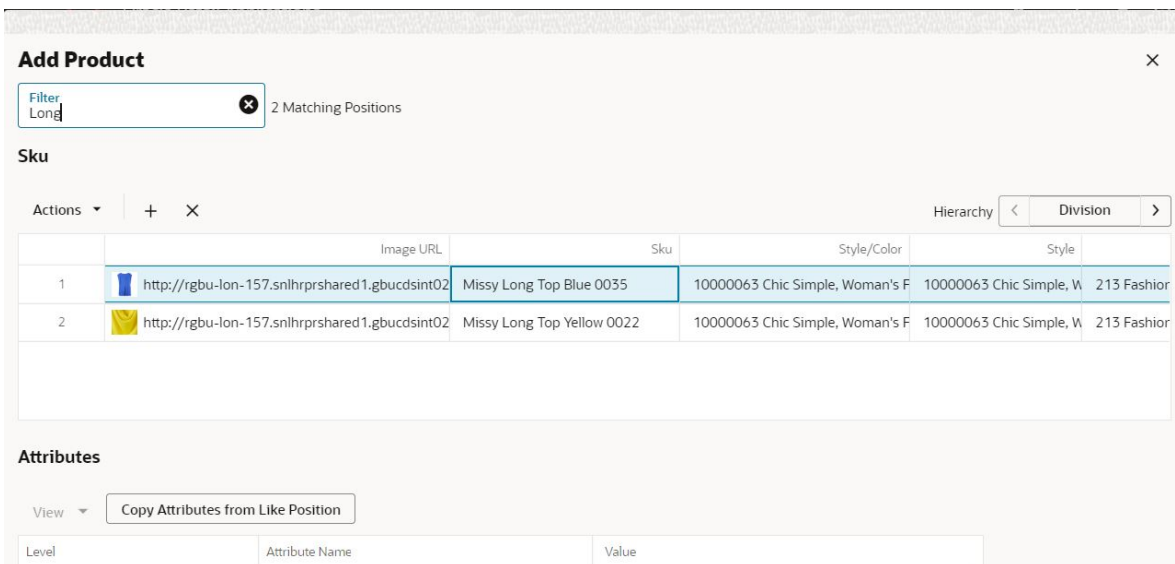 Add Product
Filter
Long
2 Matching Positions
Sku
Actions
Hierarchy Division
Image URL Sku Style/Color Style
1 http://rgbu-lon-157.snlhrprshared1.gbucdsint02 Missy Long Top Blue 0035 10000063 Chic Simple, Woman's F 10000063 Chic Simple, W 213 Fashion
2 http://rgbu-lon-157.snlhrprshared1.gbucdsint02 Missy Long Top Yellow 0022 10000063 Chic Simple, Woman's F 10000063 Chic Simple, W 213 Fashion
Attributes
View Copy Attributes from Like Position
Level Attribute Name Value